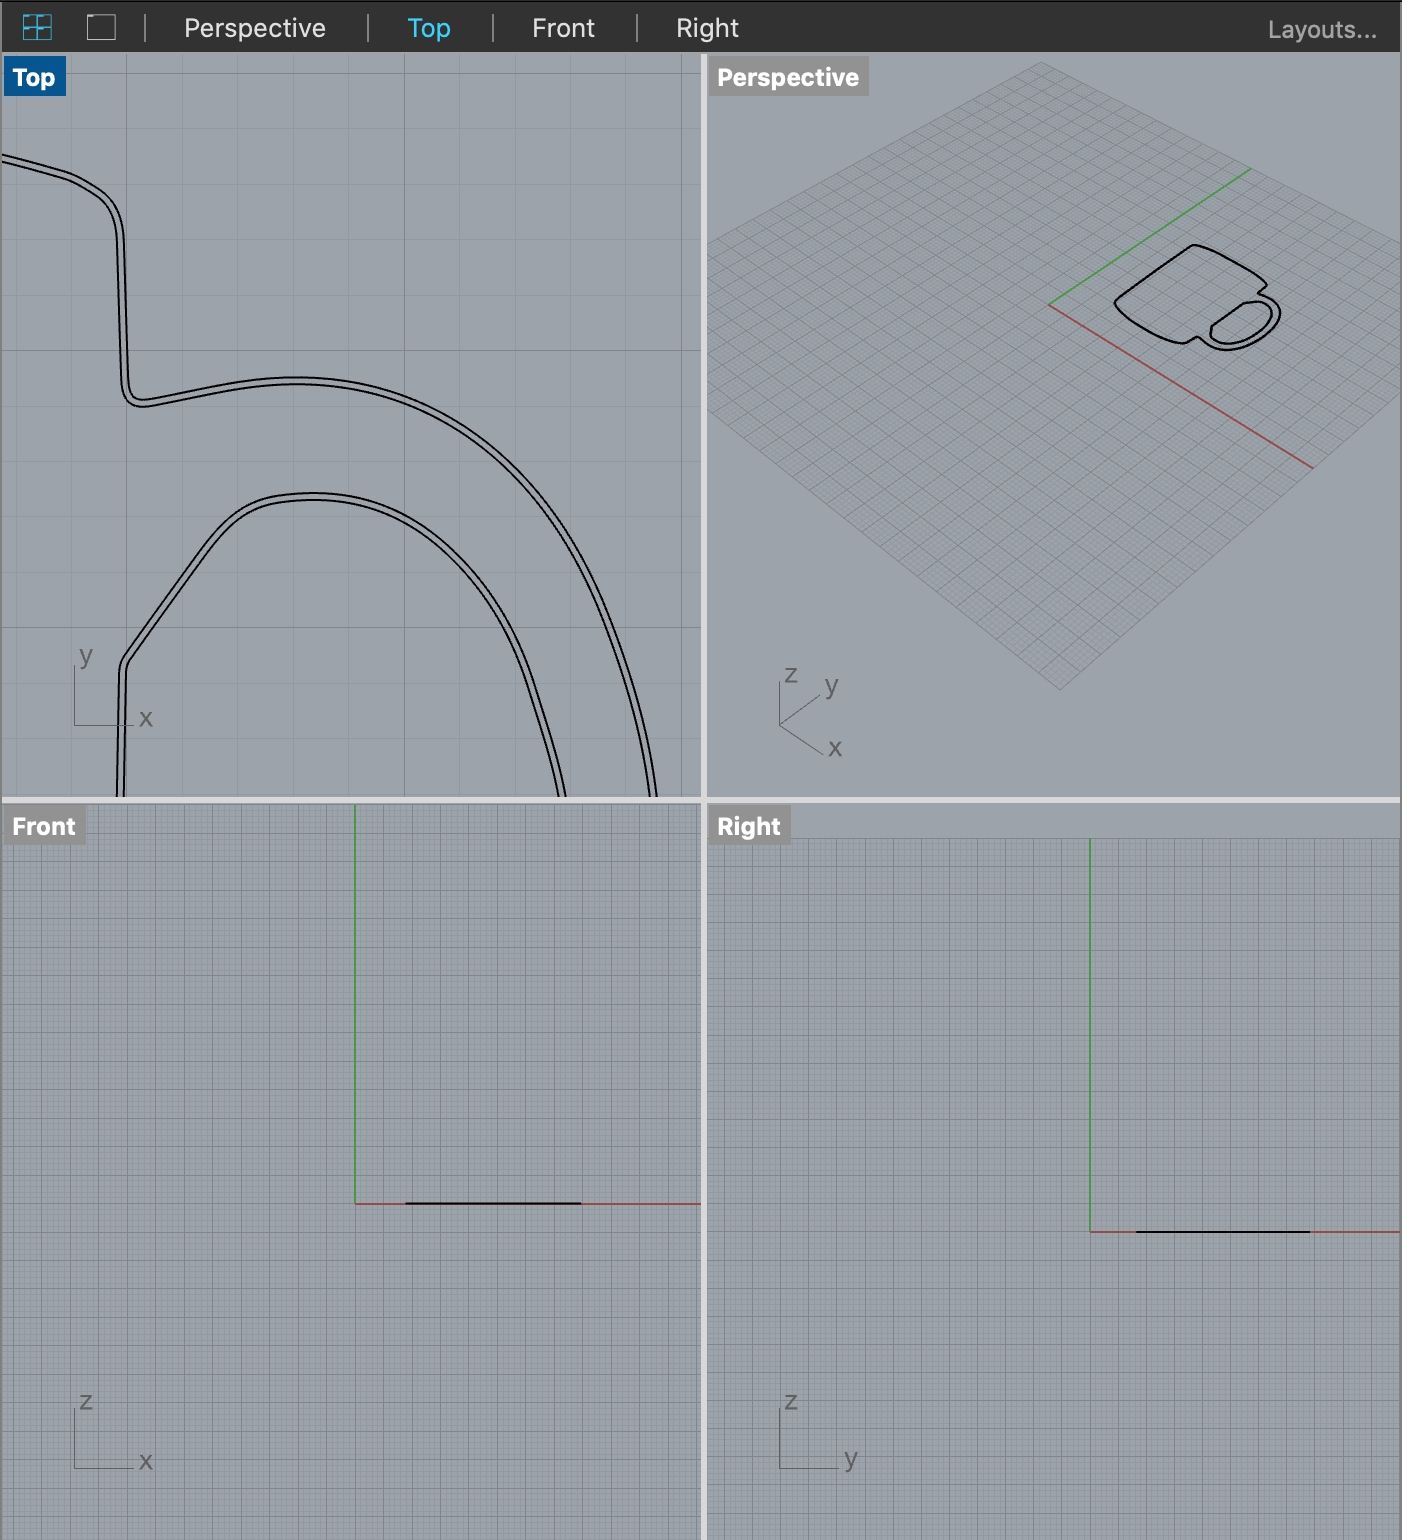 Perspective
Top
Front
Right
Layouts...
Top
Perspective
y
x
z
y
x
Front
Right
z
x
z
y